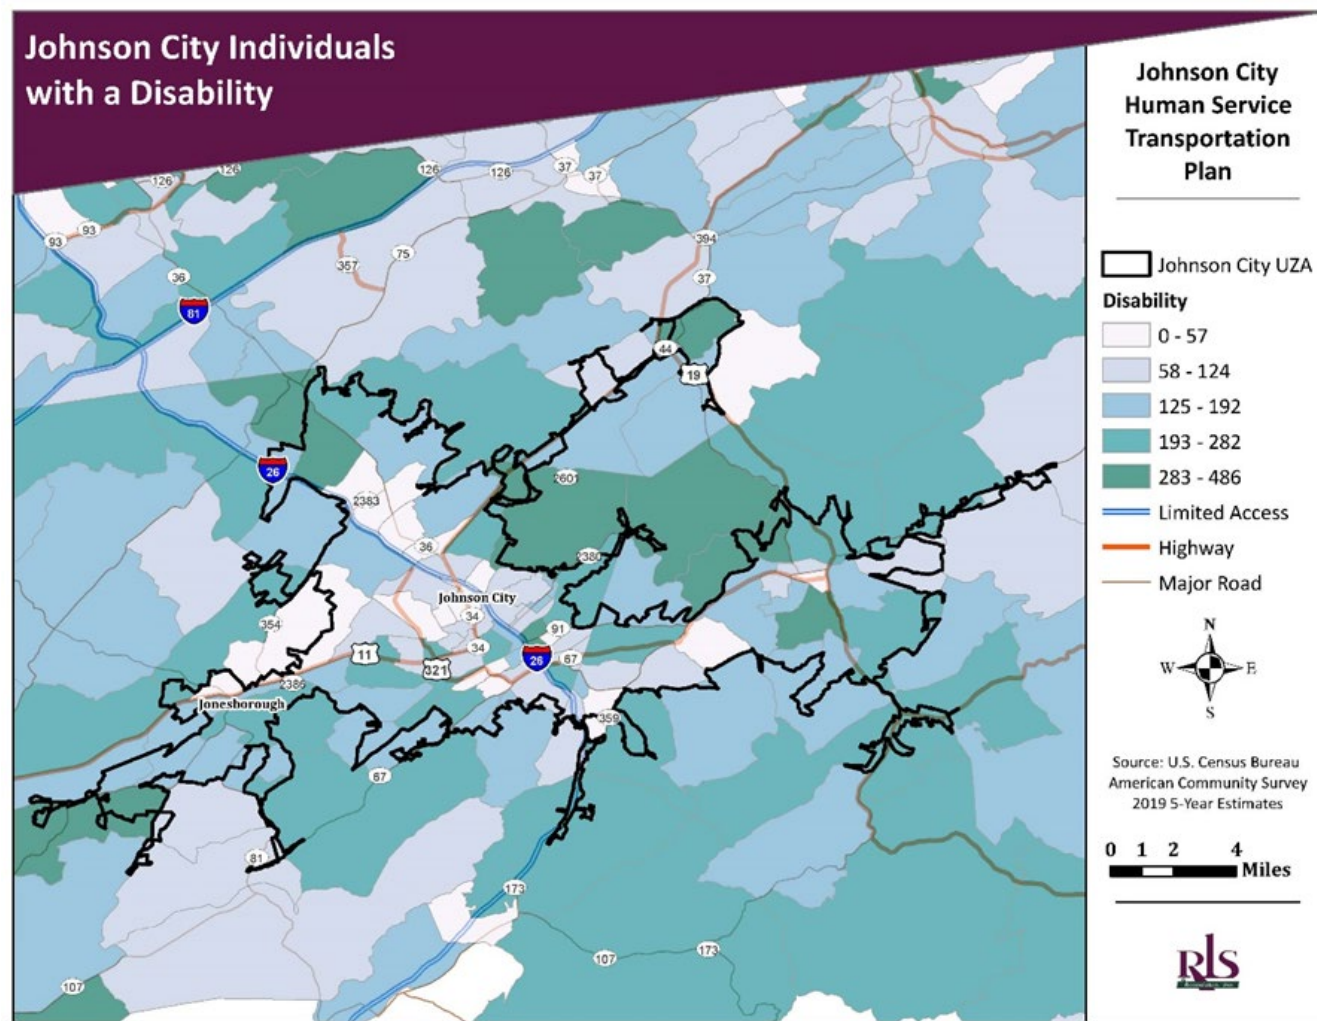 Johnson City Individuals
with a Disability
126
126
126
126
37
37
93
93
394
75
357
37
36
81
44
19
26
2601
2383
36
2380
Johnson City
34
354
91
34
11
26
67
321
2386
Jonesborough
359
67
81
173
173
107
107
Johnson City
Human Service
Transportation
Plan
Johnson City UZA
Disability
0 - 57
58 - 124
125 - 192
193 - 282
283 - 486
Limited Access
Highway
Major Road
N
W E
S
Source: U.S. Census Bureau
American Community Survey
2019 5-Year Estimates
0 1 2 4
Miles
RLS